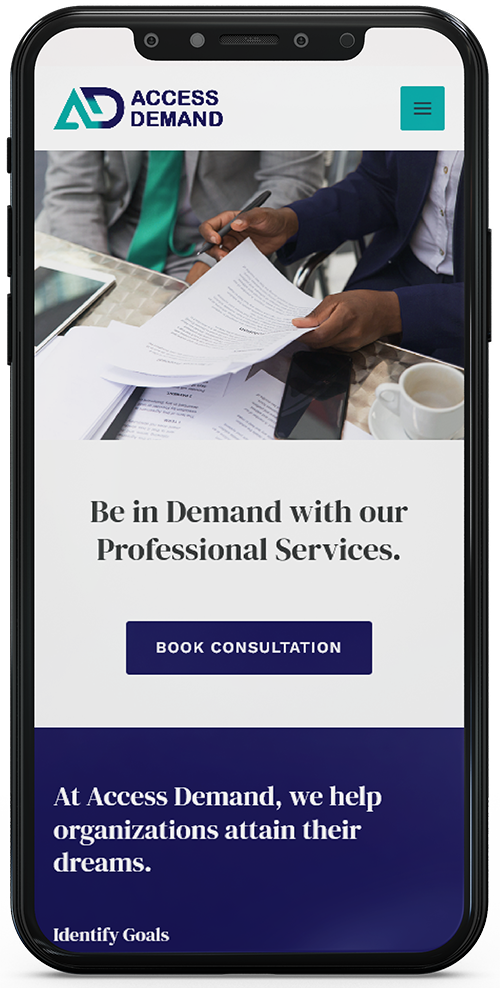 ACCESS
DEMAND
Be in Demand with our
Professional Services.
BOOK CONSULTATION
At Access Demand, we help
organizations attain their
dreams.
Identify Goals